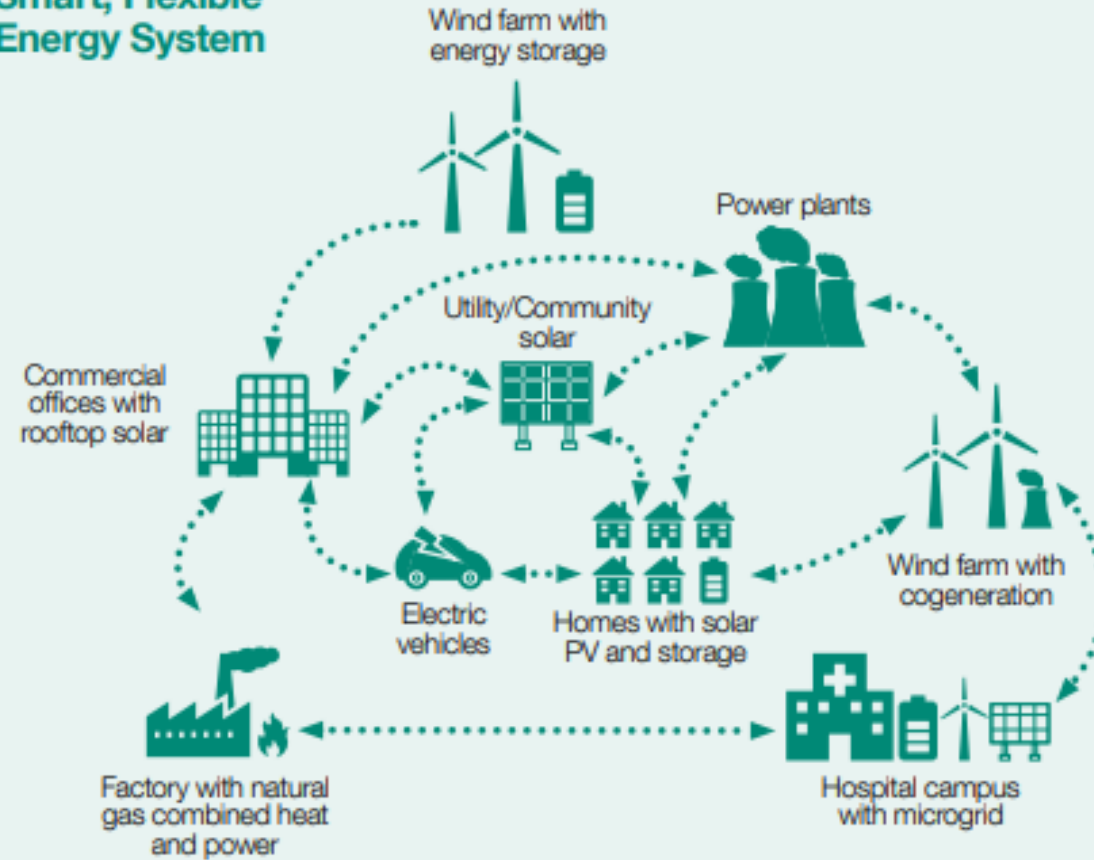 Smart, Flexible
Energy System
Wind farm with
energy storage
Power plants
Utility/Community
solar
Commercial
offices with
rooftop solar
Wind farm with
cogeneration
Electric
vehicles
Homes with solar
PV and storage
Factory with natural
gas combined heat
and power
Hospital campus
with microgrid